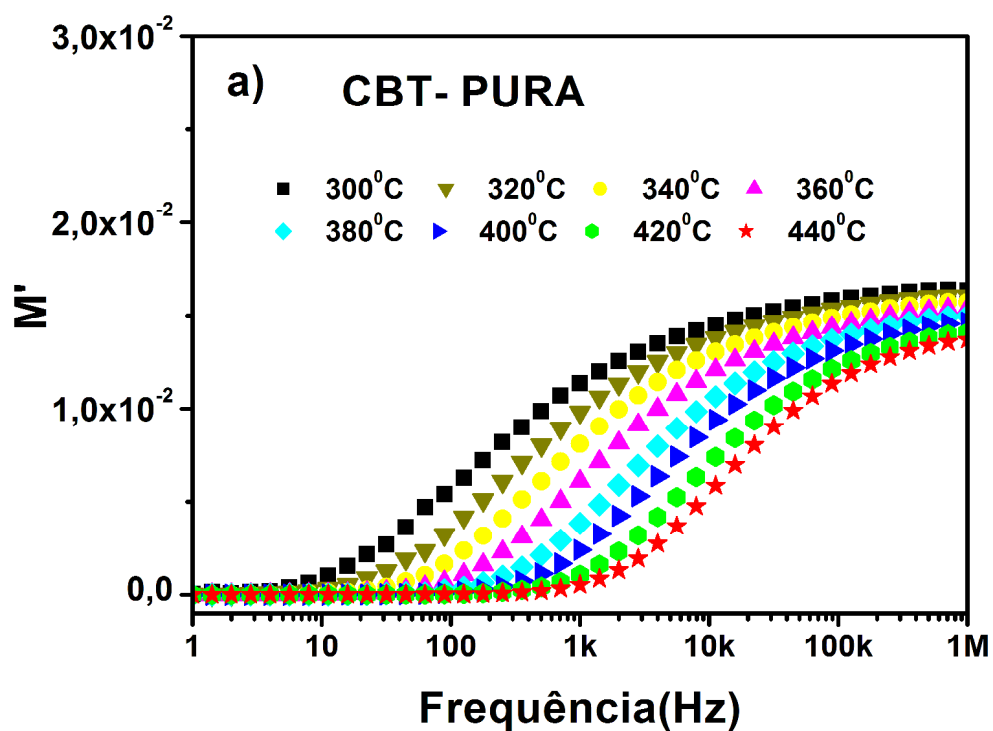 3,0x10⁻²
a) CBT- PURA
300⁰C 320⁰C 340⁰C 360⁰C
380⁰C 400⁰C 420⁰C 440⁰C
2,0x10⁻²
M'
1,0x10⁻²
0,0
1 10 100 1k 10k 100k 1M
Frequência(Hz)